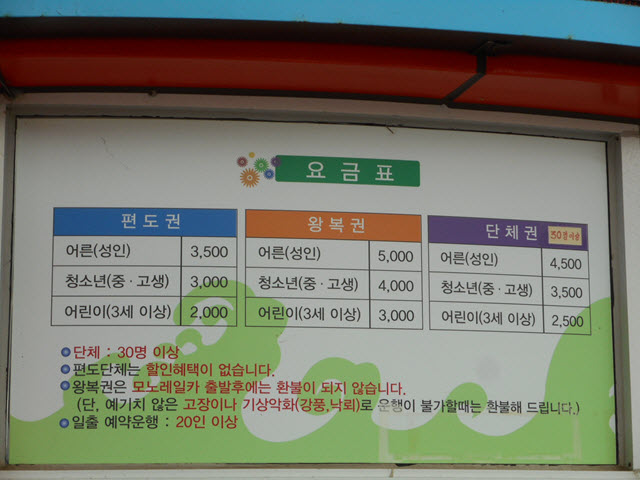 요금표
편도권
어른(성인) 3,500
청소년(중·고생) 3,000
어린이(3세 이상) 2,000
왕복권
어른(성인) 5,000
청소년(중·고생) 4,000
어린이(3세 이상) 3,000
단체권 30명이상
어른(성인) 4,500
청소년(중·고생) 3,500
어린이(3세 이상) 2,500
단체 : 30명 이상
편도단체는 할인혜택이 없습니다.
왕복권은 모노레일카 출발후에는 환불이 되지 않습니다.
(단, 예기치 않은 고장이나 기상악화(강풍,낙뢰)로 운행이 불가할때는 환불해 드립니다.)
일출 예약운행 : 20인 이상